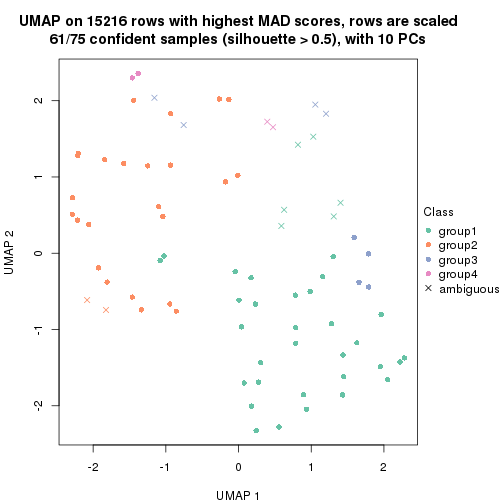 UMAP on 15216 rows with highest MAD scores, rows are scaled
61/75 confident samples (silhouette > 0.5), with 10 PCs
UMAP 2
2
1
0
-1
-2
-2
-1
0
1
2
UMAP 1
Class
group1
group2
group3
group4
ambiguous